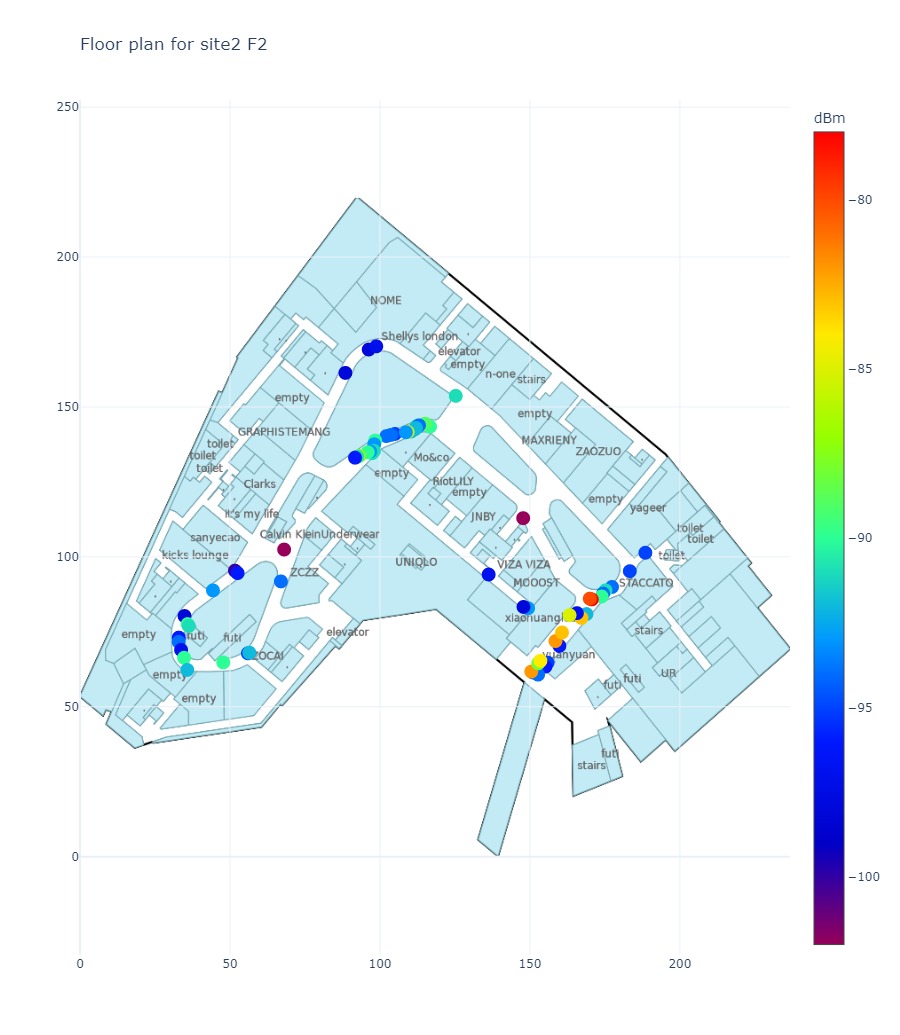 Floor plan for site2 F2
dBm
250
200
150
100
50
0
0
50
100
150
200
−80
−85
−90
−95
−100
NOME
Shellys london
elevator
empty
n-one
stairs
empty
empty
GRAPHISTEMANG
MAXRIENY
toilet
toilet
toilet
ZAOZUO
Mo&co
empty
Clarks
RiotLILY
empty
empty
yageer
it's my life
JNBY
toilet
toilet
sanyecao
Calvin KleinUnderwear
kicks lounge
toilet
UNIQLO
VIZA VIZA
ZCZZ
MOOOST
STACCATO
xiaohuangl
empty
futi
futi
elevator
stairs
ZOCAI
yuanyuan
empty
UR
futi
futi
empty
futi
stairs